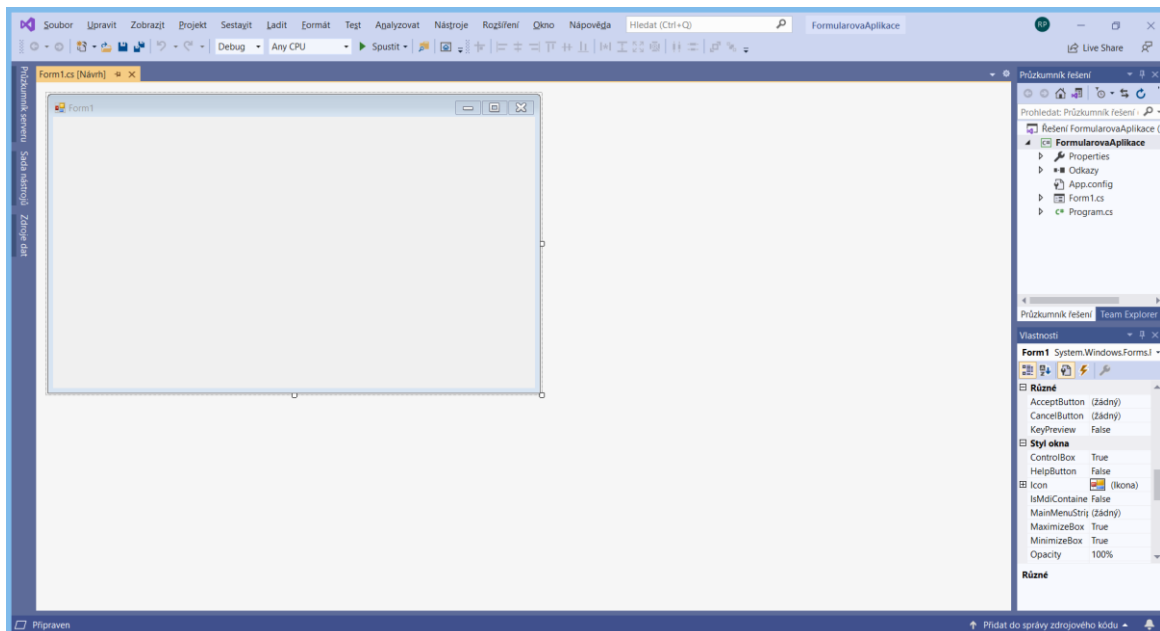 Soubor Upravit Zobrazit Projekt Sestavit Ladit Formát Test Analyzovat Nástroje Rozšíření Okno Nápověda Hledat (Ctrl+Q) FormularovaAplikace RP
Debug Any CPU Spustit Live Share
Průzkumník serveru
Sada nástrojů
Zdroje dat
Form1.cs [Návrh]
Form1
Průzkumník řešení
Prohledat: Průzkumník řešení
Řešení FormularovaAplikace (
FormularovaAplikace
Properties
Odkazy
App.config
Form1.cs
Program.cs
Průzkumník řešení Team Explorer
Vlastnosti
Form1 System.Windows.Forms.
Různé
AcceptButton (žádný)
CancelButton (žádný)
KeyPreview False
Styl okna
ControlBox True
HelpButton False
Icon (Ikona)
IsMdiContaine False
MainMenuStri (žádný)
MaximizeBox True
MinimizeBox True
Opacity 100%
Různé
Připraven Přidat do správy zdrojového kódu